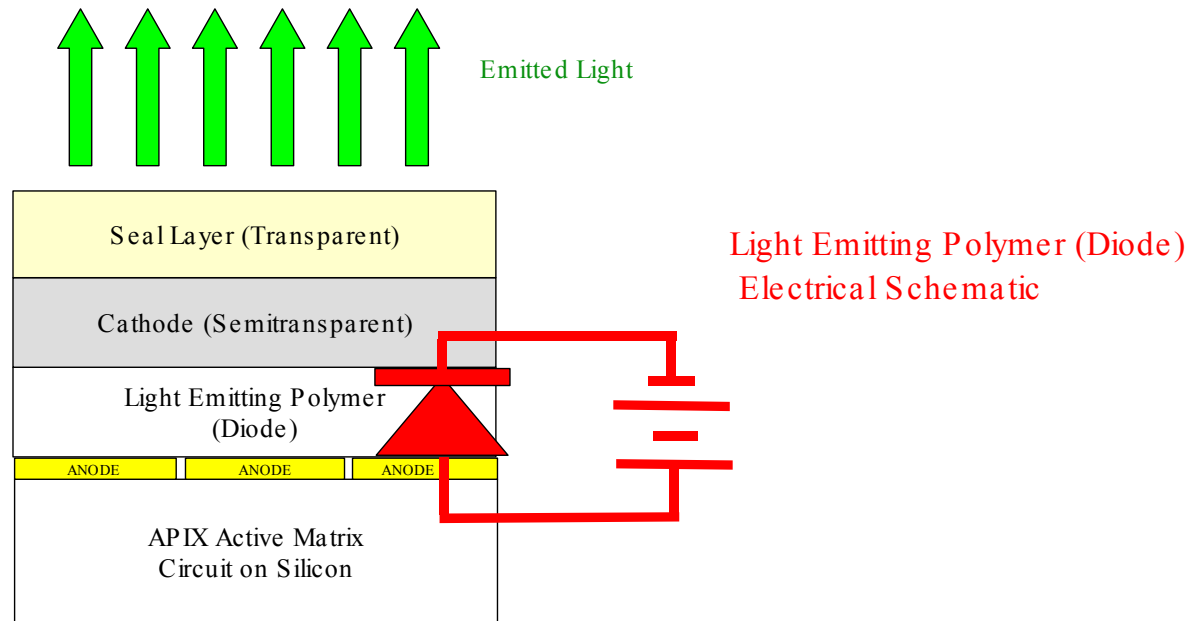 Emitted Light
Seal Layer (Transparent)
Light Emitting Polymer (Diode)
Electrical Schematic
Cathode (Semitransparent)
Light Emitting Polymer
(Diode)
ANODE ANODE ANODE
APIX Active Matrix
Circuit on Silicon